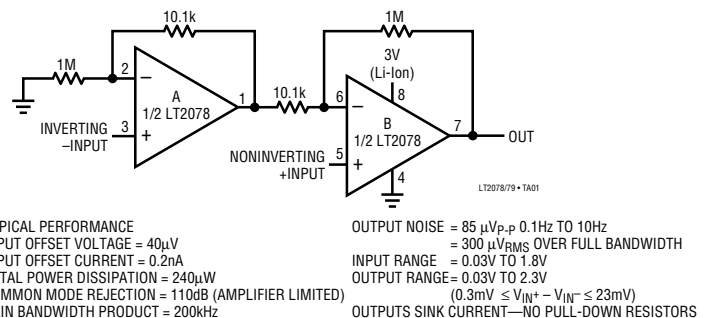 10.1k
1M
1M
2
−
A
1/2 LT2078
1
INVERTING
−INPUT
3
+
10.1k
3V
(Li-Ion)
8
6
−
B
1/2 LT2078
7
OUT
NONINVERTING
+INPUT
5
+
4
LT2078/79 • TA01
PICAL PERFORMANCE
PUT OFFSET VOLTAGE = 40µV
PUT OFFSET CURRENT = 0.2nA
TAL POWER DISSIPATION = 240µW
MMON MODE REJECTION = 110dB (AMPLIFIER LIMITED)
IN BANDWIDTH PRODUCT = 200kHz
OUTPUT NOISE = 85 µVP-P 0.1Hz TO 10Hz
= 300 µVRMS OVER FULL BANDWIDTH
INPUT RANGE = 0.03V TO 1.8V
OUTPUT RANGE= 0.03V TO 2.3V
(0.3mV ≤ VIN+ – VIN– ≤ 23mV)
OUTPUTS SINK CURRENT—NO PULL-DOWN RESISTORS